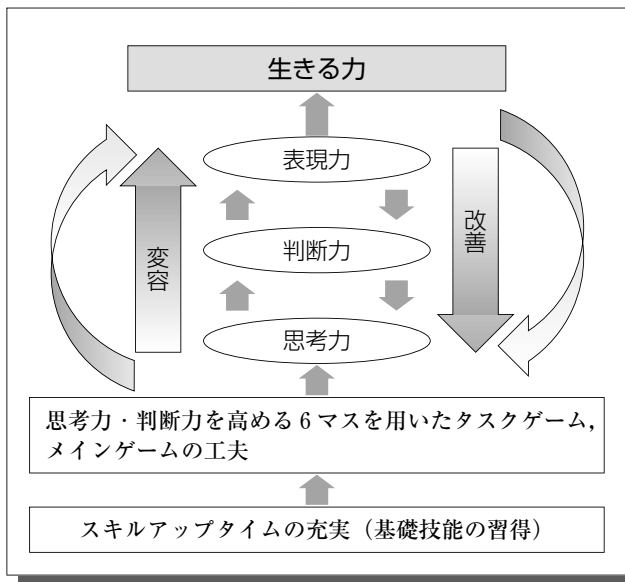 生きる力
表現力
変容
判断力
改善
思考力
思考力・判断力を高める6マスを用いたタスクゲーム,
メインゲームの工夫
スキルアップタイムの充実（基礎技能の習得）